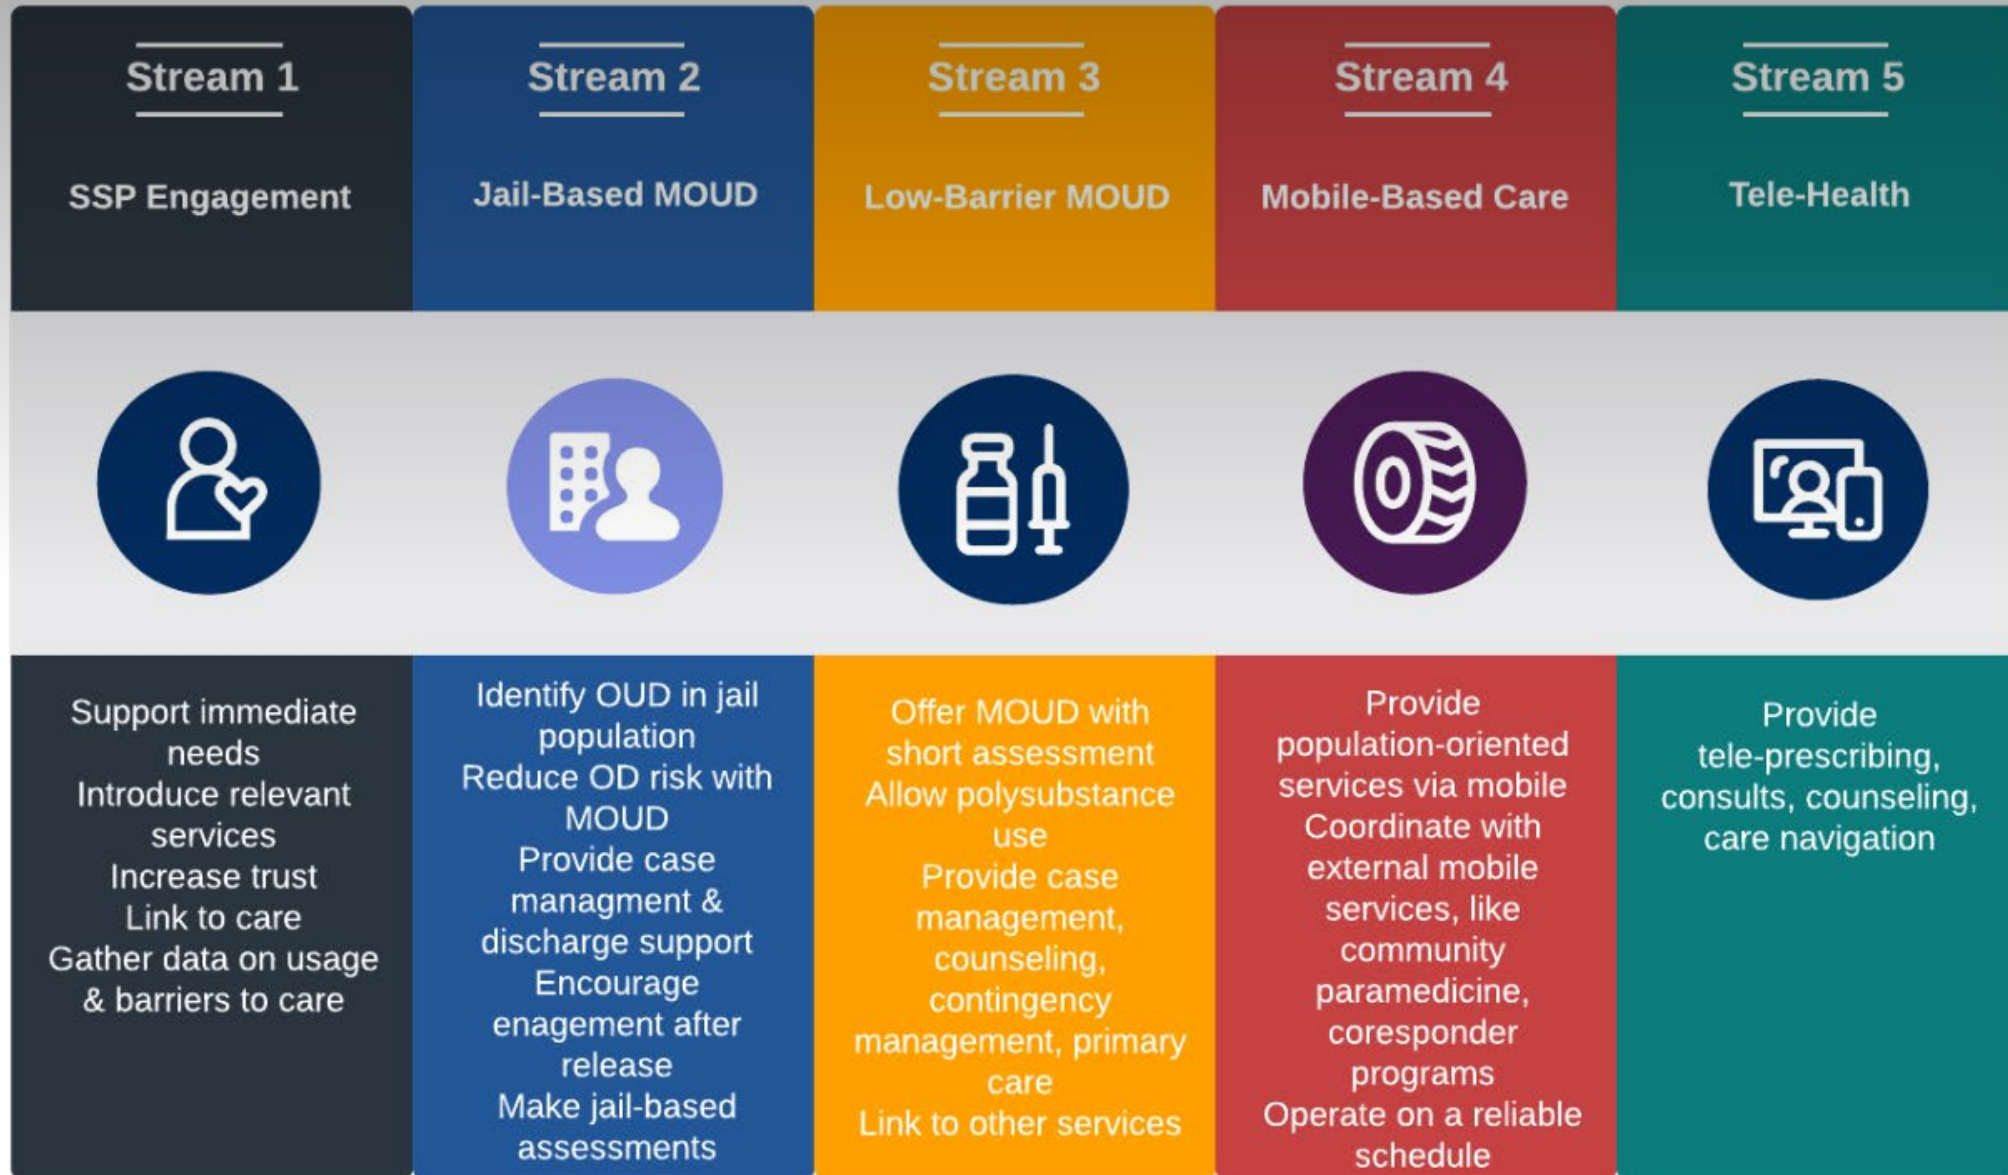 Stream 1
SSP Engagement
Support immediate
needs
Introduce relevant
services
Increase trust
Link to care
Gather data on usage
& barriers to care
Stream 2
Jail-Based MOUD
Identify OUD in jail
population
Reduce OD risk with
MOUD
Provide case
managment &
discharge support
Encourage
enagement after
release
Make jail-based
assessments
Stream 3
Low-Barrier MOUD
Offer MOUD with
short assessment
Allow polysubstance
use
Provide case
management,
counseling,
contingency
management, primary
care
Link to other services
Stream 4
Mobile-Based Care
Provide
population-oriented
services via mobile
Coordinate with
external mobile
services, like
community
paramedicine,
coresponder
programs
Operate on a reliable
schedule
Stream 5
Tele-Health
Provide
tele-prescribing,
consults, counseling,
care navigation